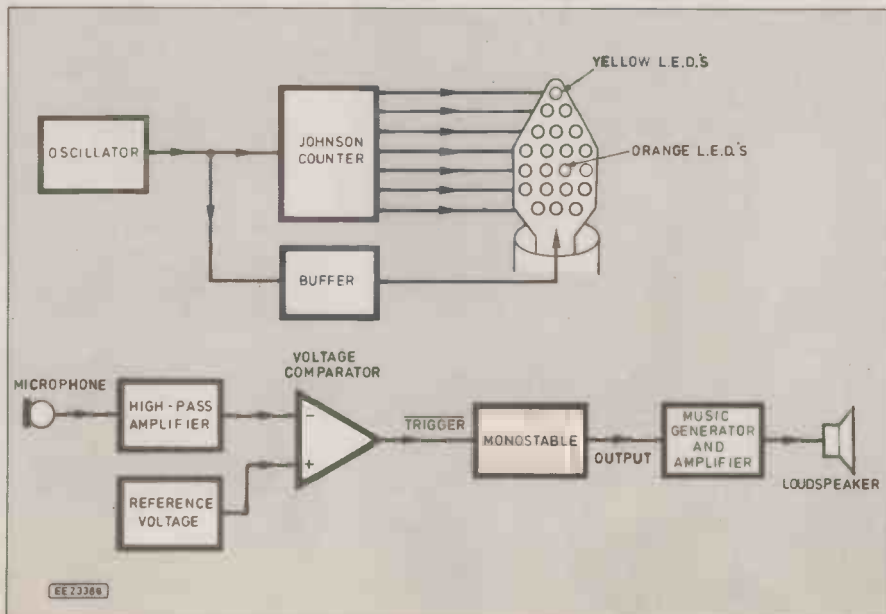 YELLOW L.E.D.'S
OSCILLATOR
JOHNSON
COUNTER
ORANGE L.E.D.'S
BUFFER
VOLTAGE
COMPARATOR
MICROPHONE
HIGH-PASS
AMPLIFIER
−
+
TRIGGER
MONOSTABLE
OUTPUT
MUSIC
GENERATOR
AND
AMPLIFIER
LOUDSPEAKER
REFERENCE
VOLTAGE